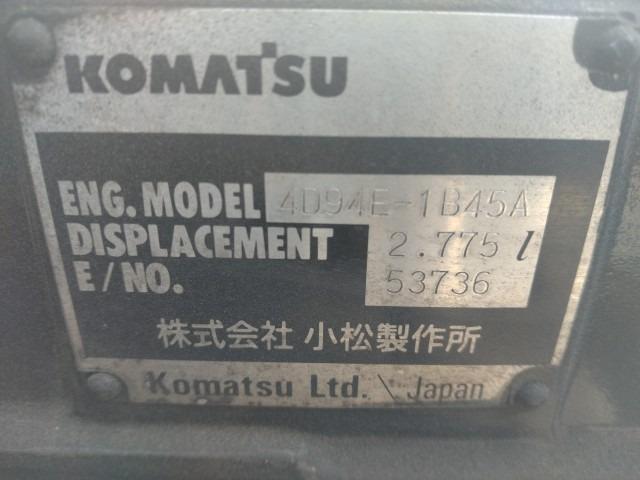 KOMATSU
ENG. MODEL 4D94E-1B45A
DISPLACEMENT 2.775 l
E/NO. 53736
株式会社 小松製作所
Komatsu Ltd. \ Japan